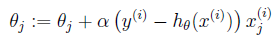 θ_j := θ_j + α (y^{(i)} − h_θ(x^{(i)})) x_j^{(i)}